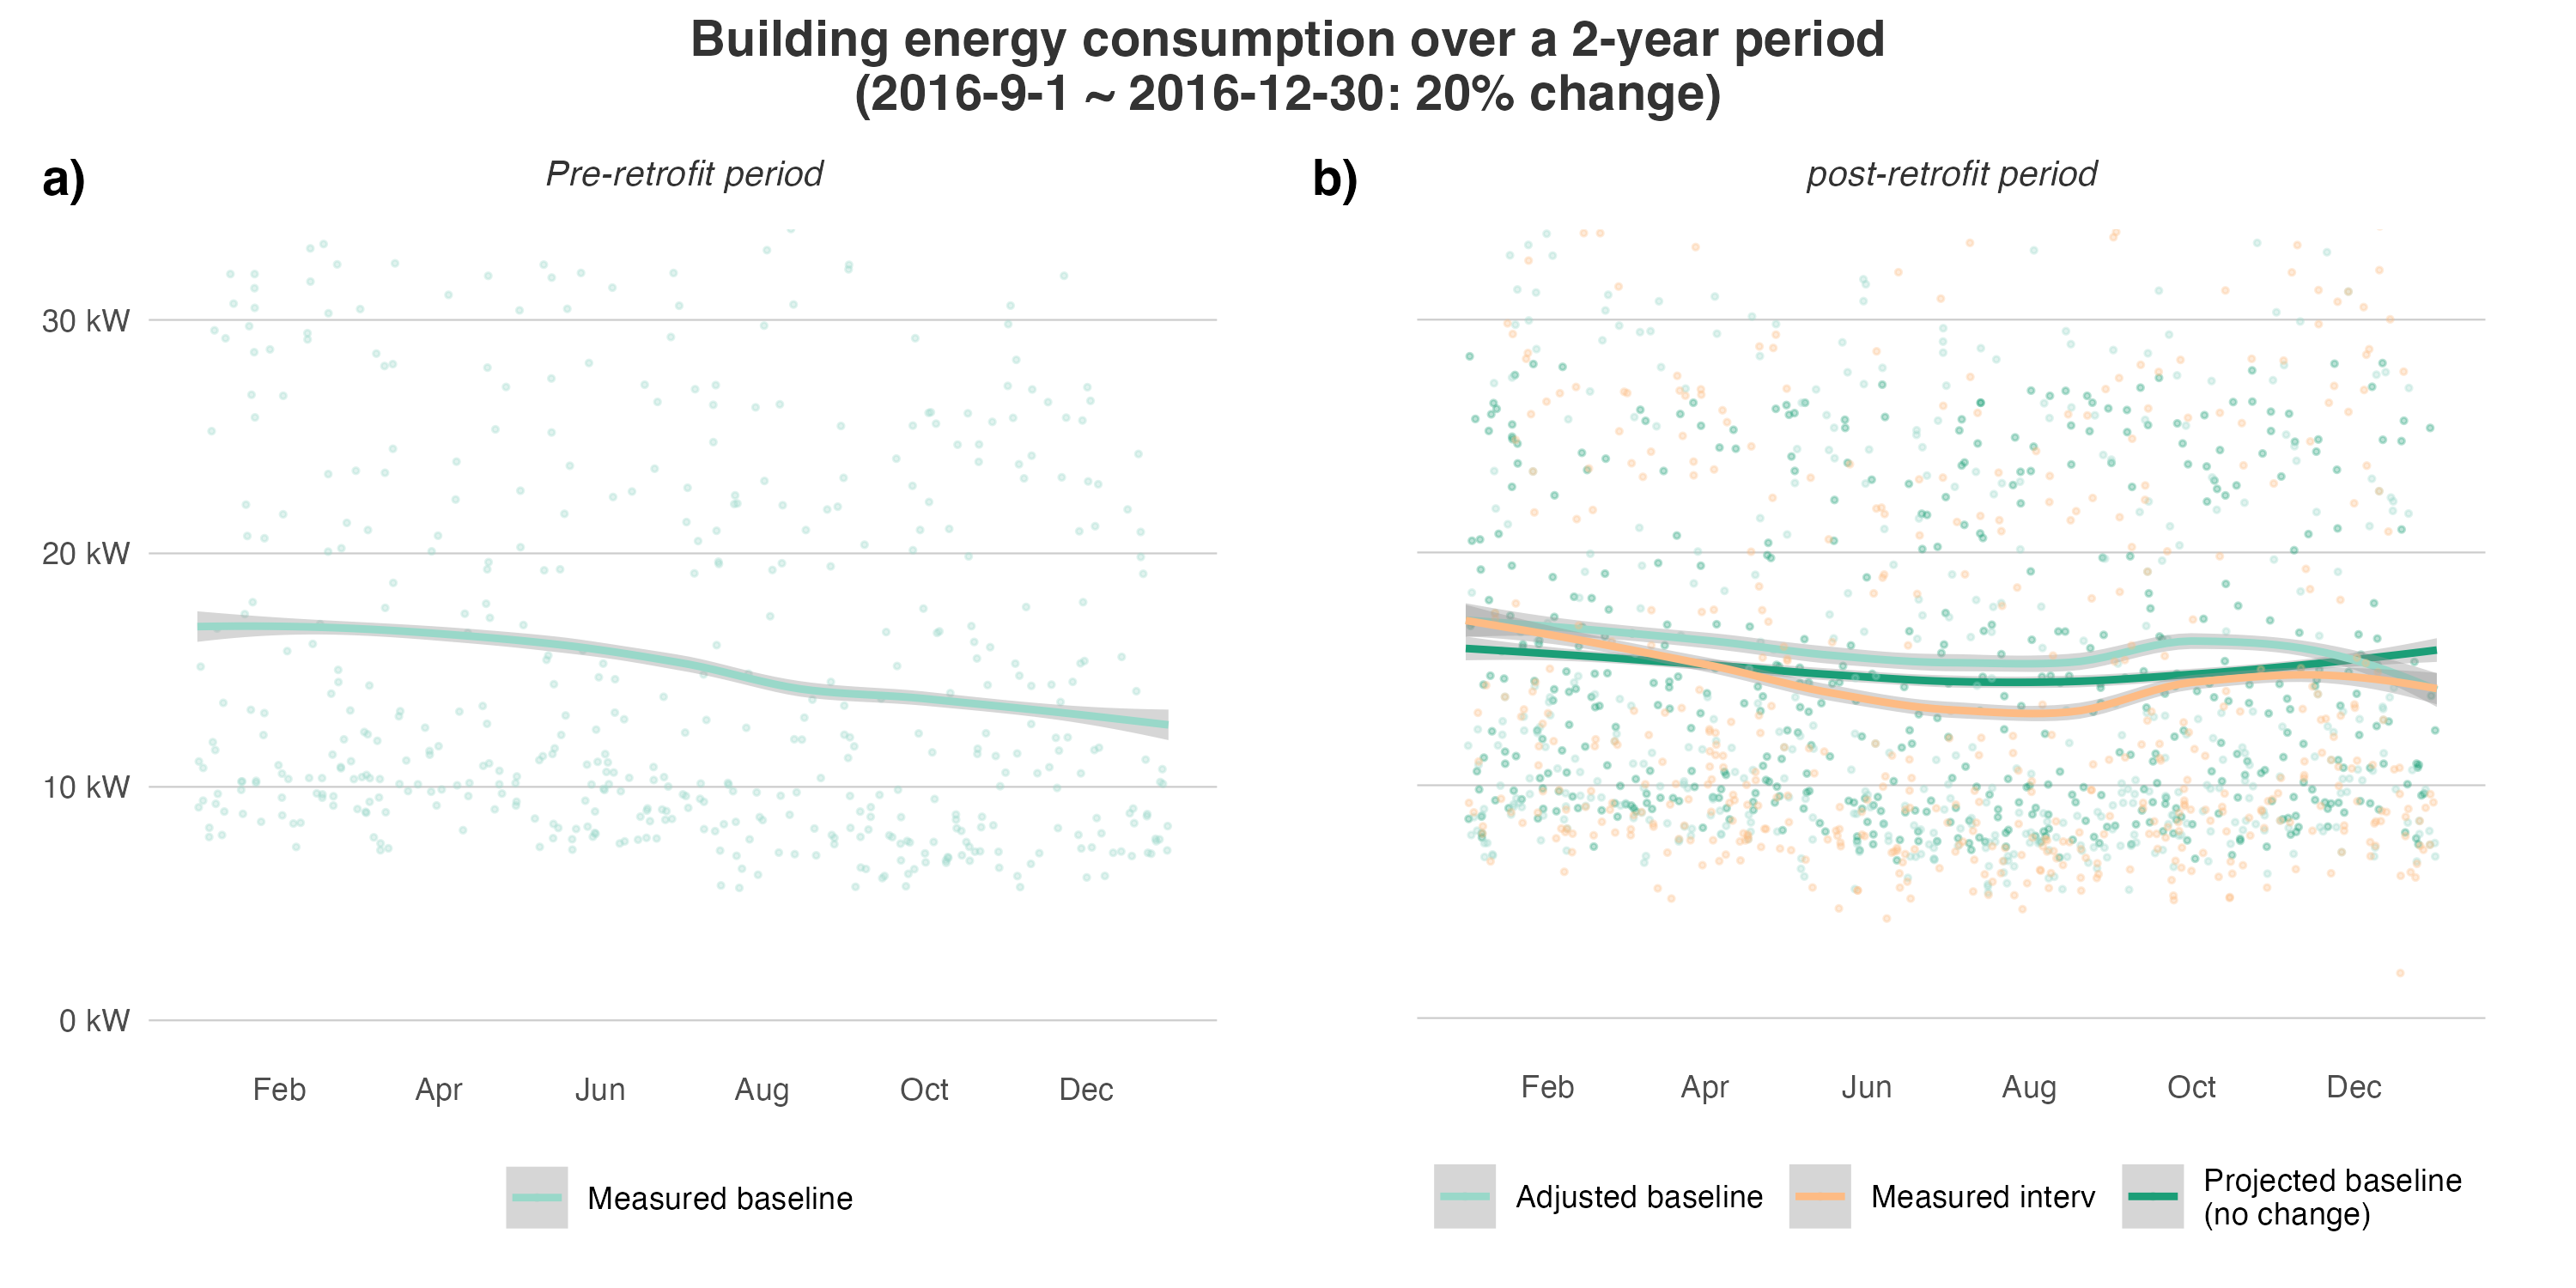 Building energy consumption over a 2-year period
(2016-9-1 ~ 2016-12-30: 20% change)
a)
Pre-retrofit period
30 kW
20 kW
10 kW
0 kW
Feb Apr Jun Aug Oct Dec
Measured baseline
b)
post-retrofit period
Feb Apr Jun Aug Oct Dec
Adjusted baseline
Measured interv
Projected baseline
(no change)